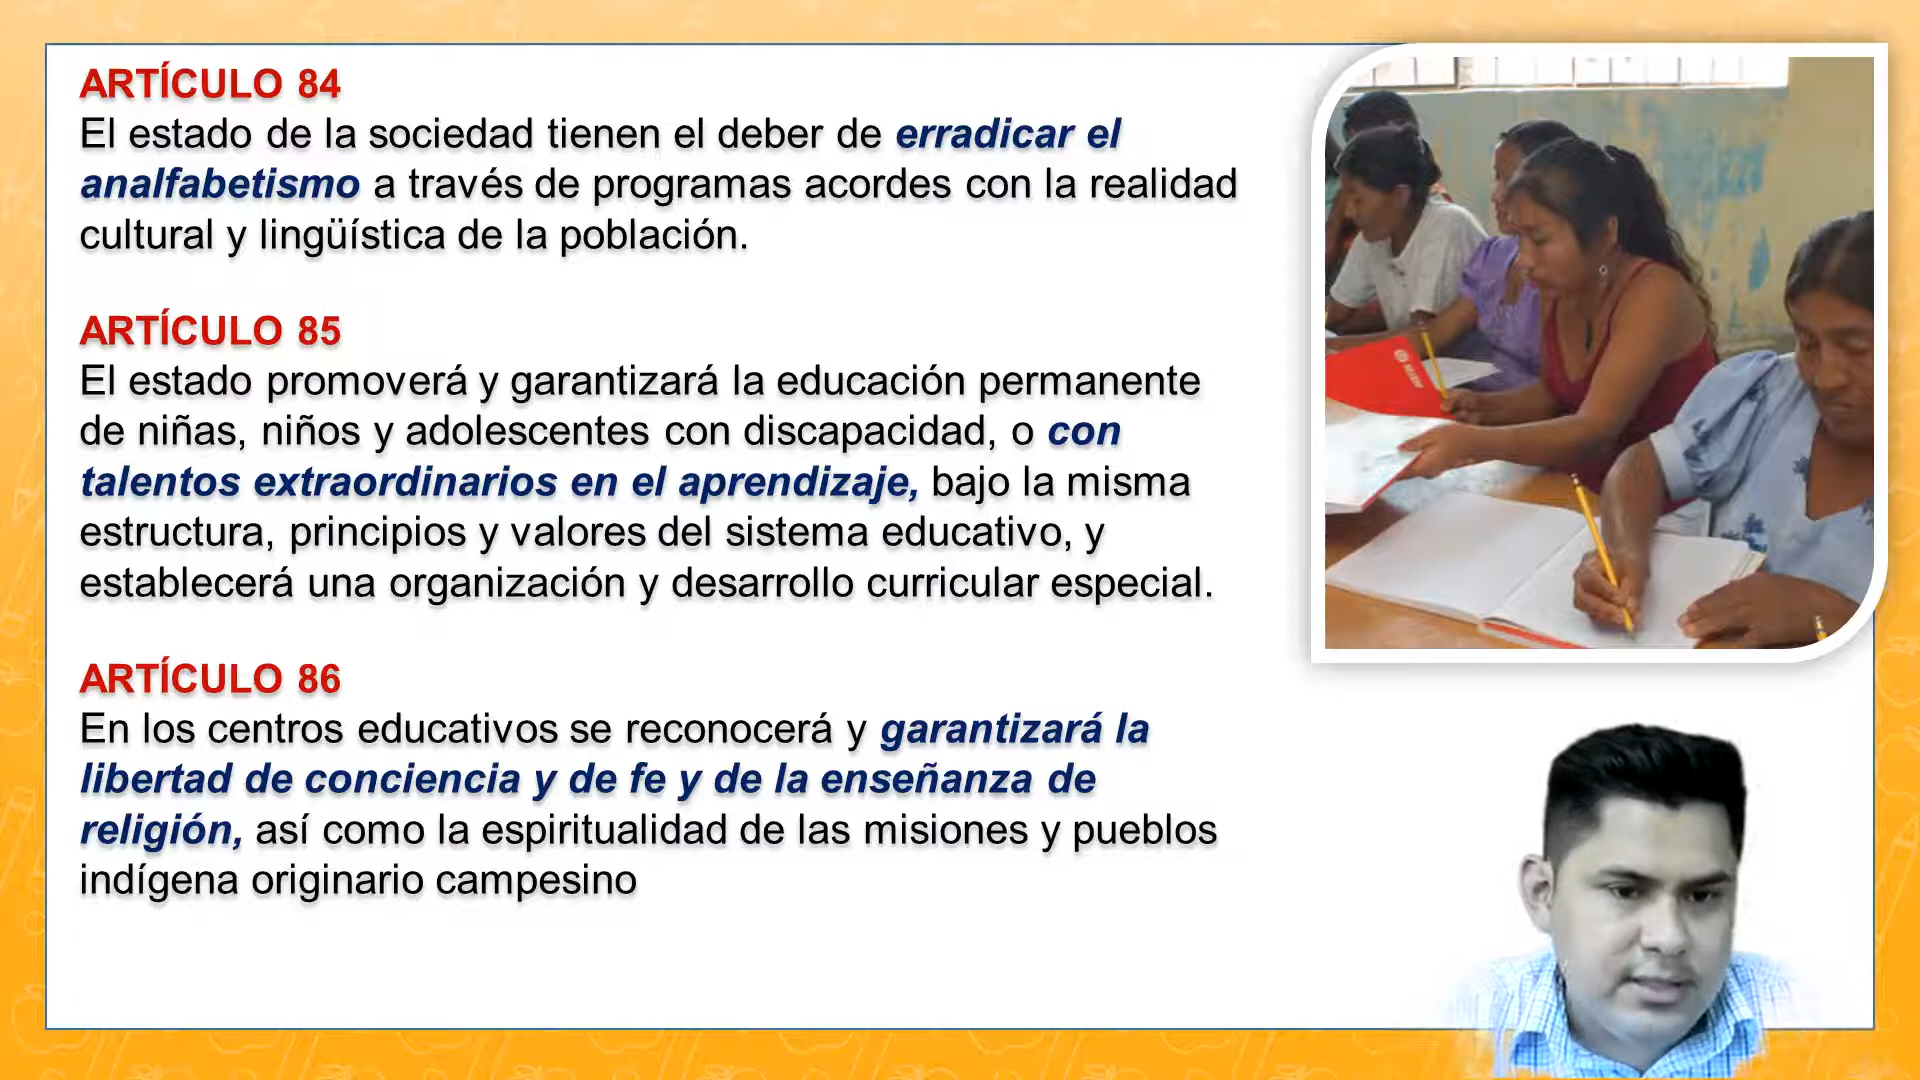 ARTÍCULO 84
El estado de la sociedad tienen el deber de erradicar el
analfabetismo a través de programas acordes con la realidad
cultural y lingüística de la población.
ARTÍCULO 85
El estado promoverá y garantizará la educación permanente
de niñas, niños y adolescentes con discapacidad, o con
talentos extraordinarios en el aprendizaje, bajo la misma
estructura, principios y valores del sistema educativo, y
establecerá una organización y desarrollo curricular especial.
ARTÍCULO 86
En los centros educativos se reconocerá y garantizará la
libertad de conciencia y de fe y de la enseñanza de
religión, así como la espiritualidad de las misiones y pueblos
indígena originario campesino